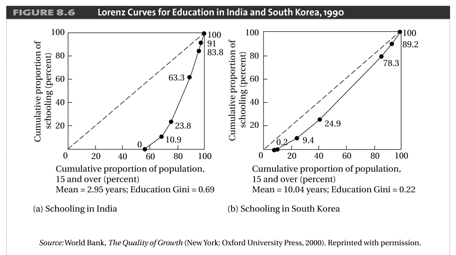 FIGURE 8.6 Lorenz Curves for Education in India and South Korea, 1990
Cumulative proportion of
schooling (percent)
100
80
60
40
20
0
20
40
60
80
100
0
10.9
23.8
63.3
83.8
91
100
Cumulative proportion of population,
15 and over (percent)
Mean = 2.95 years; Education Gini = 0.69
(a) Schooling in India
Cumulative proportion of
schooling (percent)
100
80
60
40
20
0
20
40
60
80
100
0.2
9.4
24.9
78.3
89.2
100
Cumulative proportion of population,
15 and over (percent)
Mean = 10.04 years; Education Gini = 0.22
(b) Schooling in South Korea
Source: World Bank, The Quality of Growth (New York: Oxford University Press, 2000). Reprinted with permission.